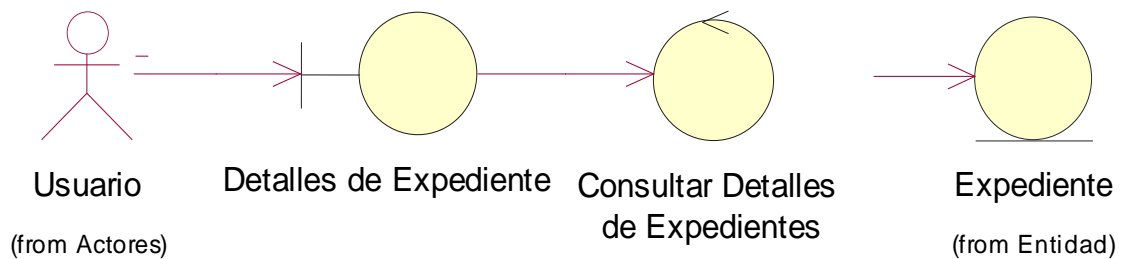 Usuario
(from Actores)
Detalles de Expediente
Consultar Detalles
de Expedientes
Expediente
(from Entidad)